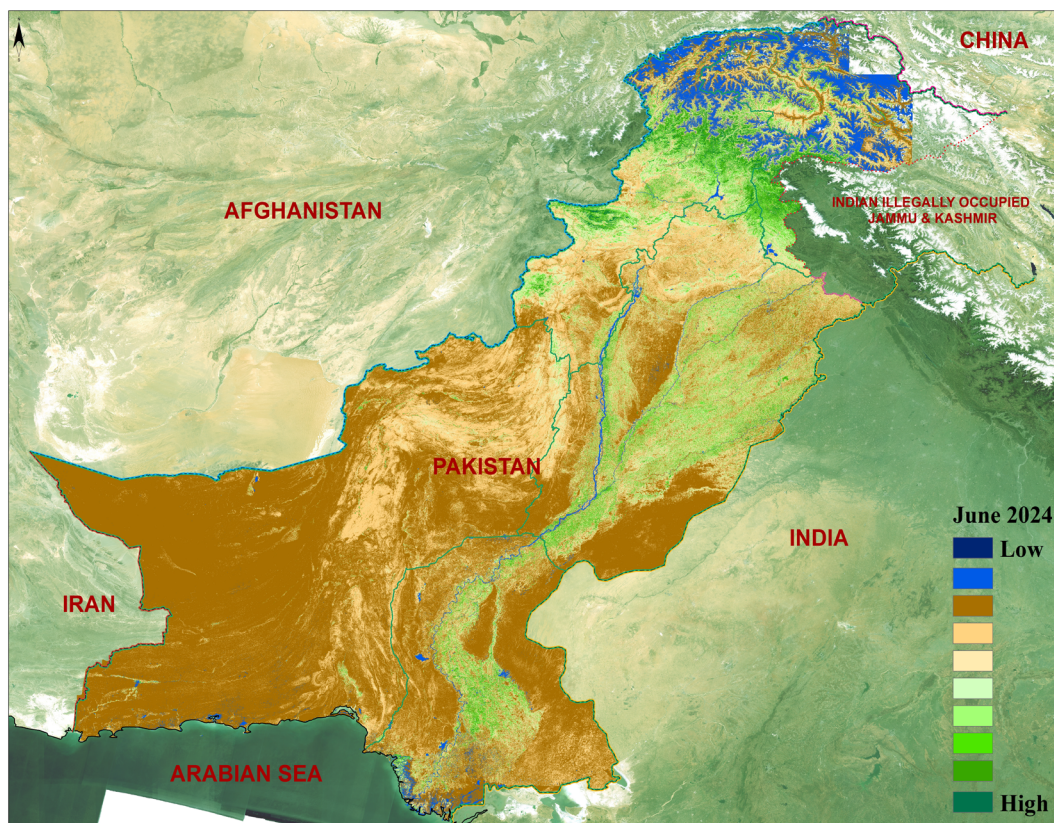 CHINA
AFGHANISTAN
INDIAN ILLEGALLY OCCUPIED
JAMMU & KASHMIR
PAKISTAN
June 2024
Low
INDIA
IRAN
ARABIAN SEA
High